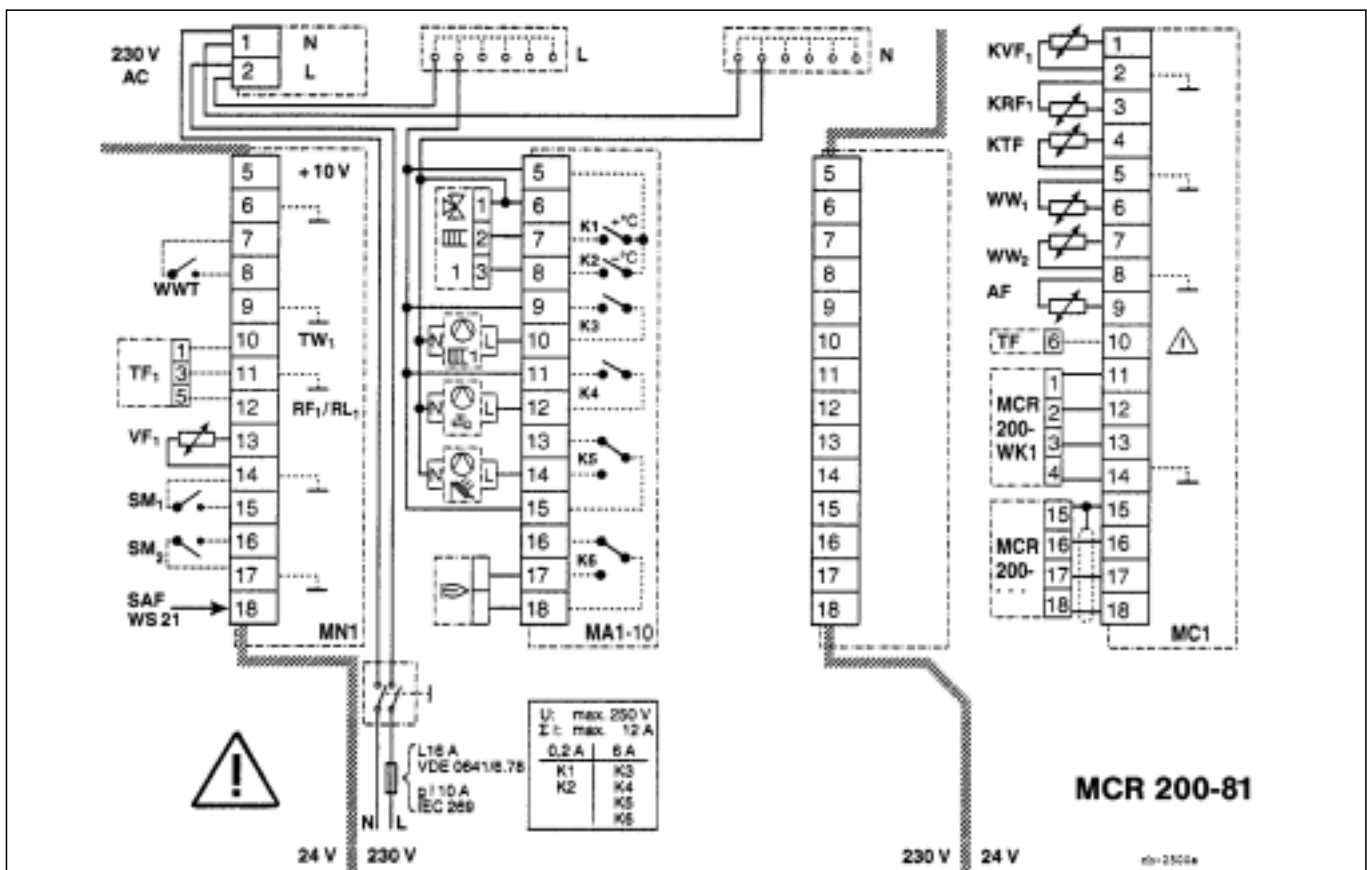 230 V
AC
1 N
2 L
L
N
KVF1
1
2
KRF1
3
KTF
4
5
WW1
6
WW2
7
8
AF
9
TF 6 10
MCR
200-
WK1
1 11
2 12
3 13
4 14
MCR
200-
15 15
16 16
17 17
18 18
MC1
5 +10 V
6
7
8
WWT
9
10 TW1
TF1
1
3
5
11
12 RF1/RL1
VF1 13
14
SM1 15
SM2 16
17
SAF
WS 21
18
MN1
5
1 6
2 7 K1 +°C
1 3 8 K2 -°C
9
K3
N 1 L 10
11
K4
N L 12
13
K5
N L 14
15
16
K6
17
18
MA1-10
5
6
7
8
9
10
11
12
13
14
15
16
17
18
L16 A
VDE 0641/6.78
gl 10 A
IEC 269
N L
24 V 230 V
U: max. 250 V
Σ I: max. 12 A
0,2 A 6 A
K1 K3
K2 K4
K5
K6
MCR 200-81
230 V 24 V